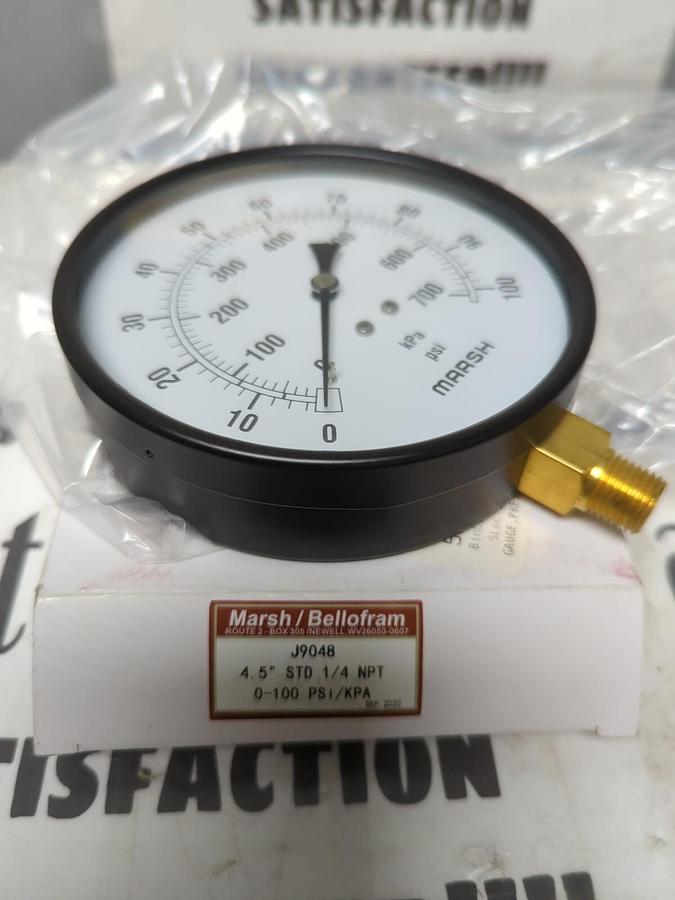 SATISFACTION
60 70 80
50 90
40 400 600 100
300 700
30 200 kPa
psi
100 MARSH
20 0
10 0
GAUGE, PRE
Marsh / Bellofram
ROUTE 2 - BOX 305 /NEWELL, WV26050-0607
J9048
4.5" STD 1/4 NPT
0-100 PSI/KPA
SEP 2020
TISFACTION